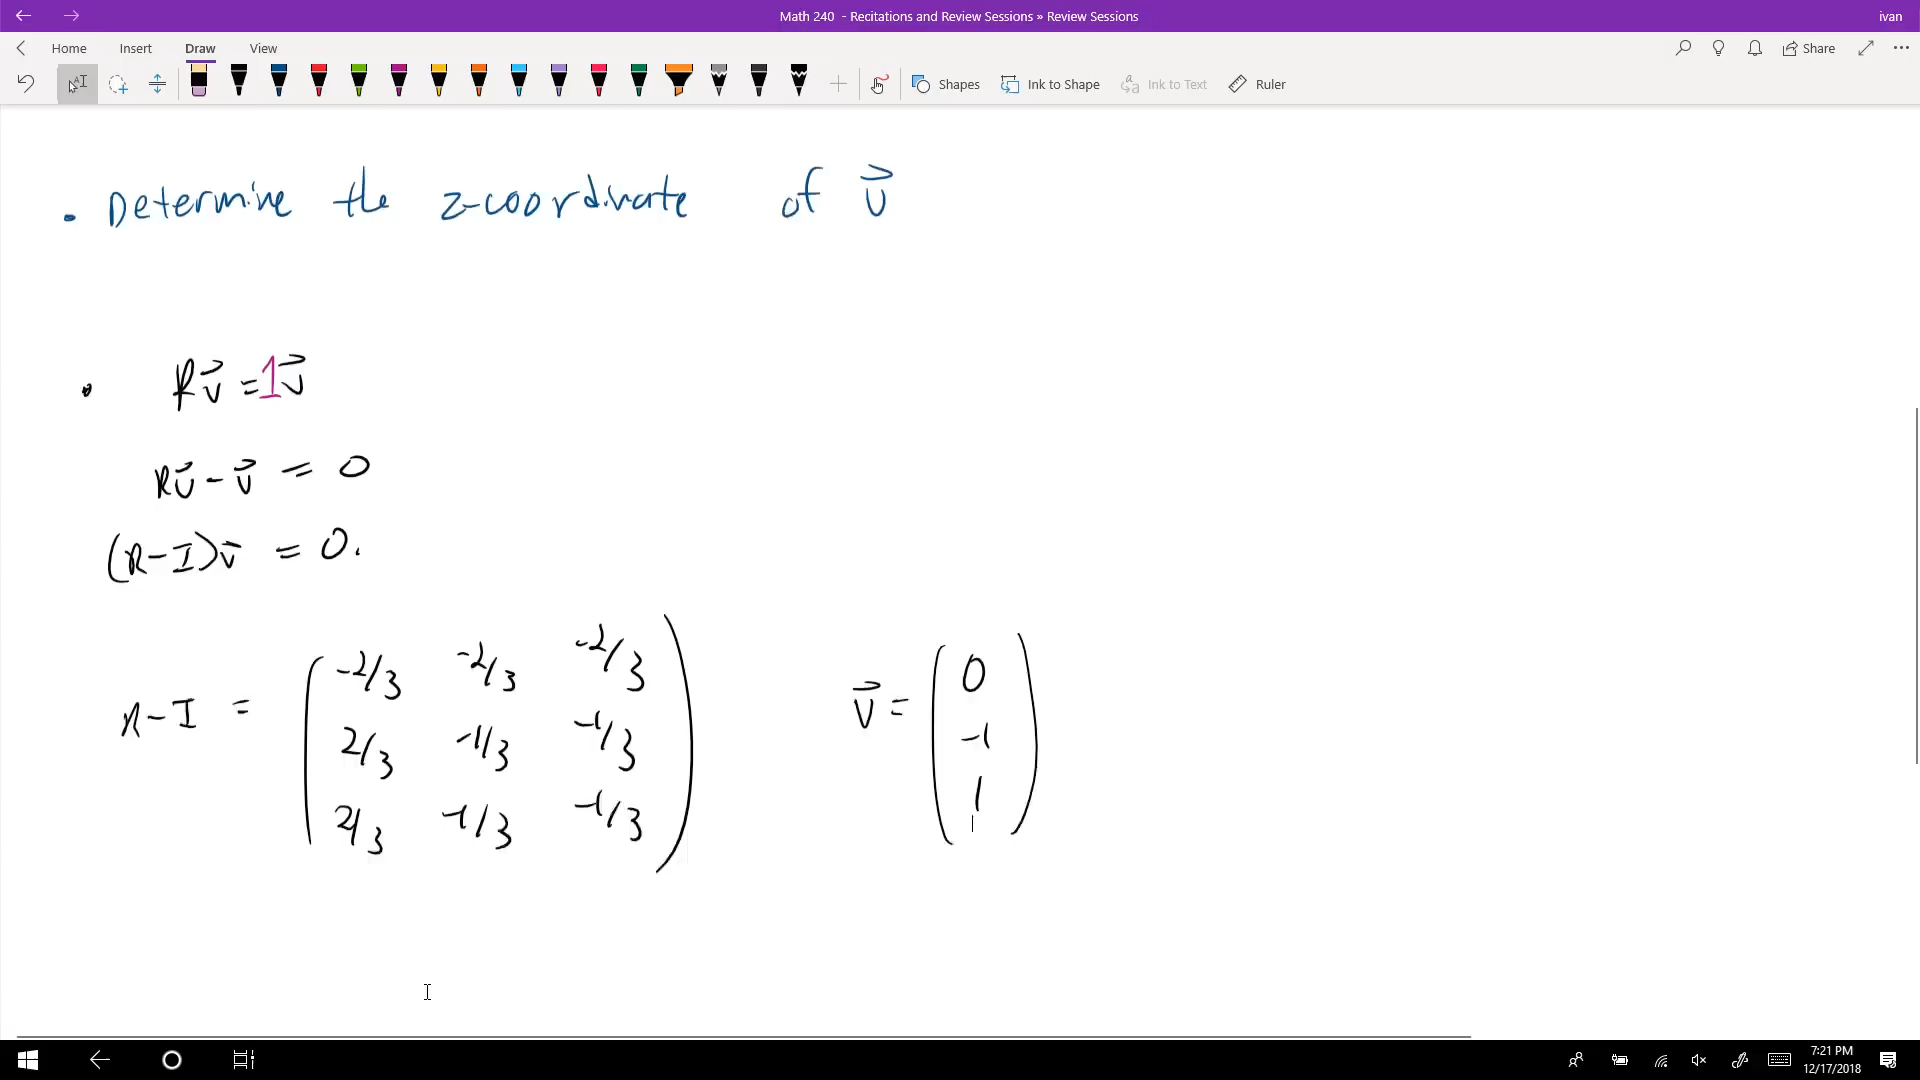 Math 240 - Recitations and Review Sessions » Review Sessions
ivan
Home Insert Draw View
Share
Shapes Ink to Shape Ink to Text Ruler
• Determine the z-coordinate of v⃗
• Rv⃗ = 1v⃗
Rv⃗ - v⃗ = 0
(R-I)v⃗ = 0.
R-I = ( -2/3 -2/3 -2/3
2/3 -1/3 -1/3
2/3 -1/3 -1/3 )
v⃗ = ( 0
-1
1 )
7:21 PM
12/17/2018